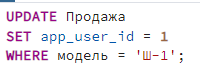 UPDATE Продажа
SET app_user_id = 1
WHERE модель = 'Ш-1';